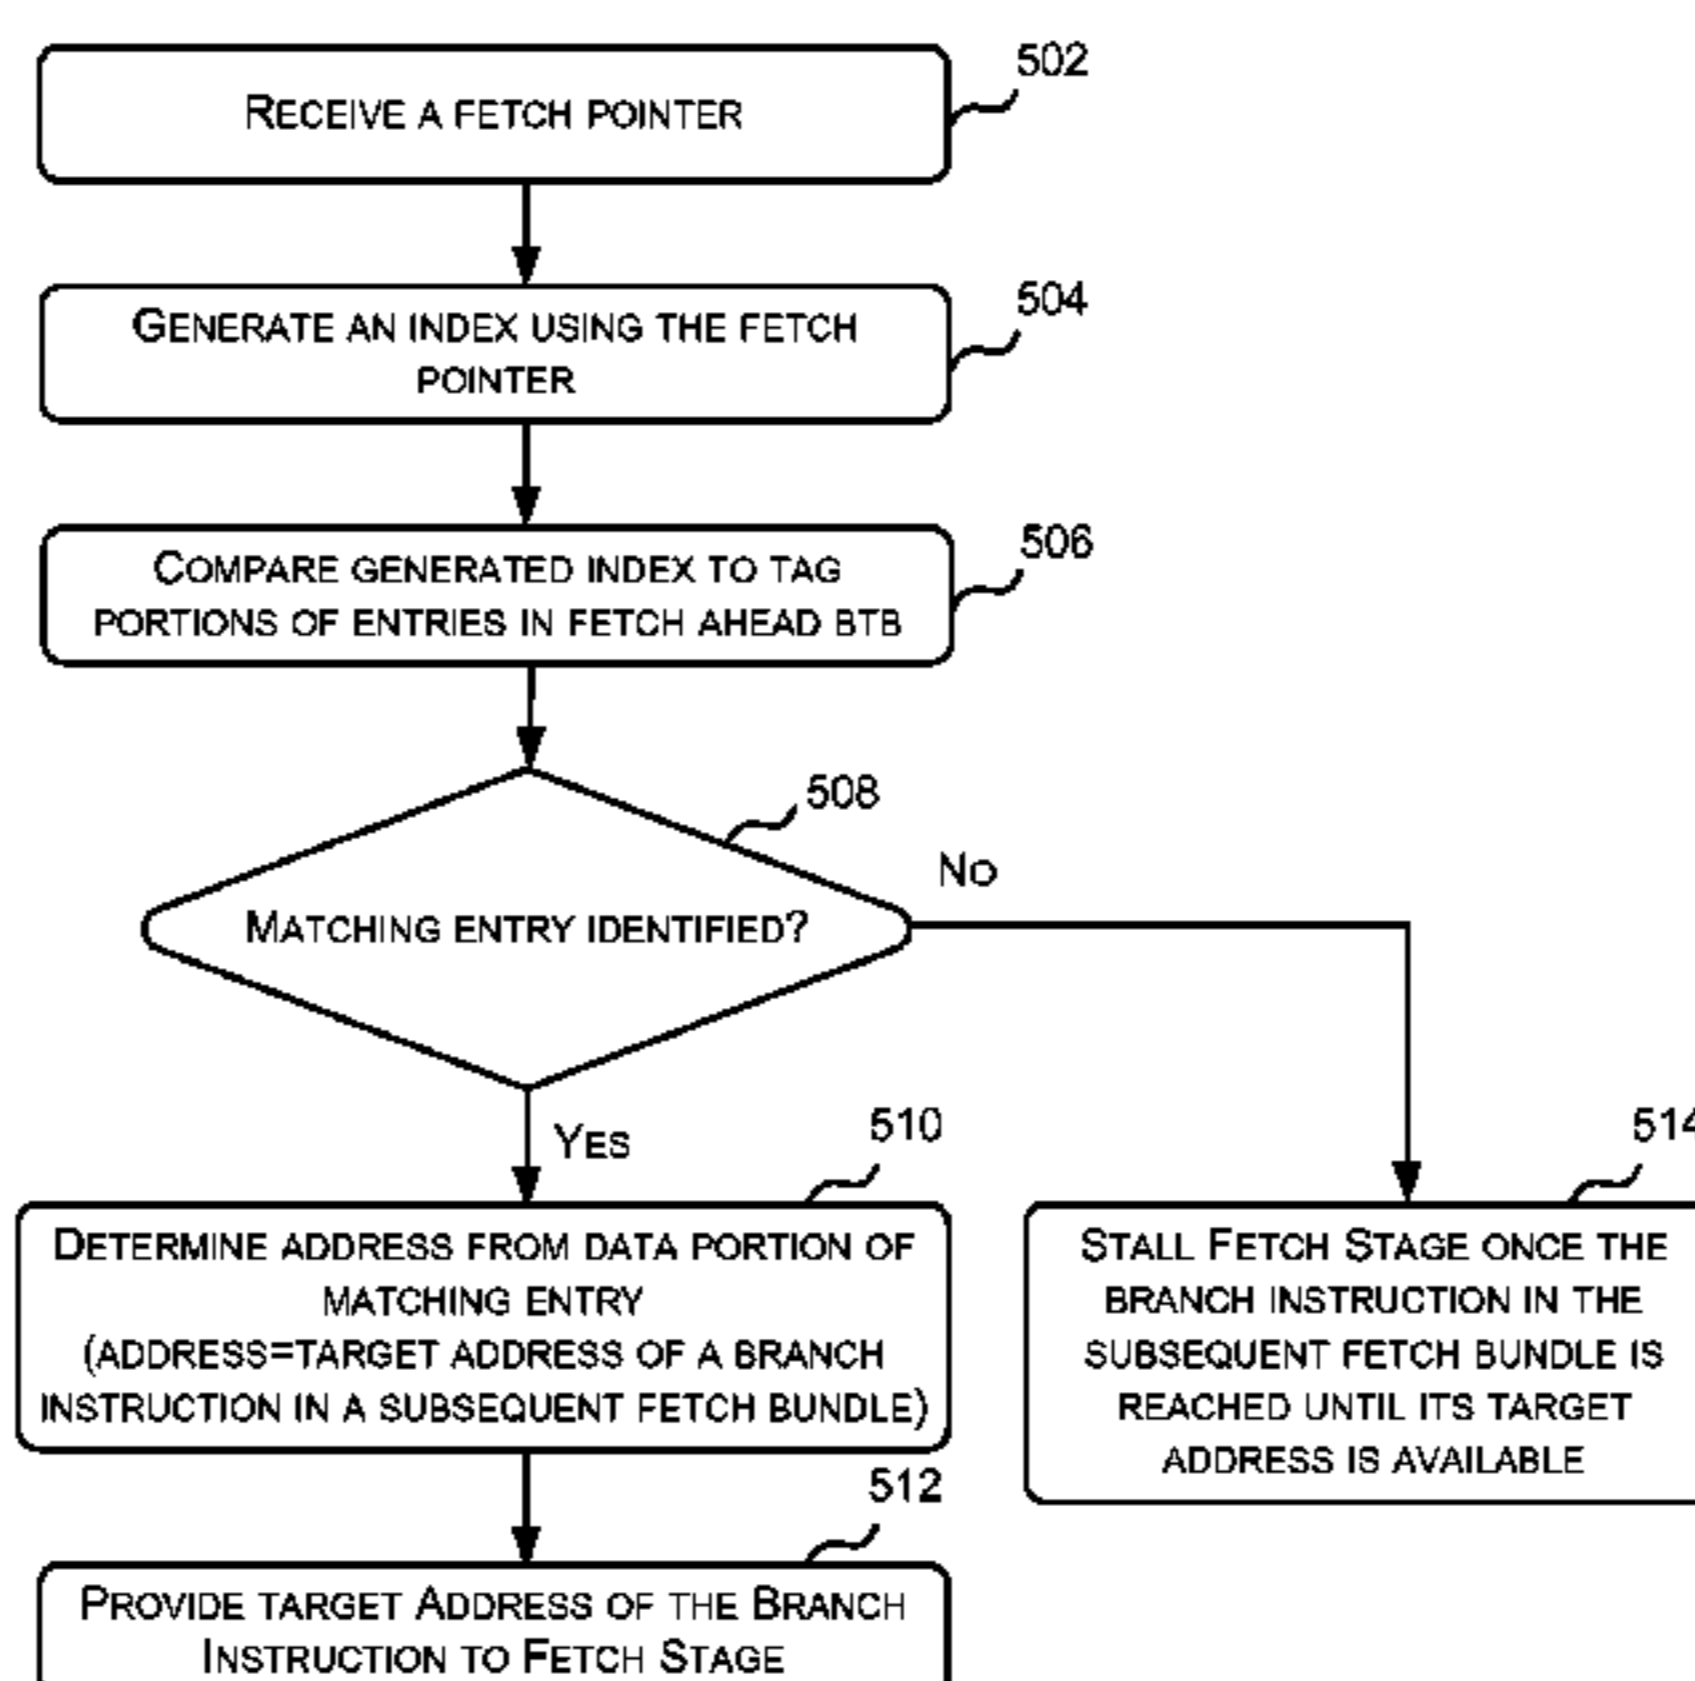 502
RECEIVE A FETCH POINTER
504
GENERATE AN INDEX USING THE FETCH
POINTER
506
COMPARE GENERATED INDEX TO TAG
PORTIONS OF ENTRIES IN FETCH AHEAD BTB
508
NO
MATCHING ENTRY IDENTIFIED?
YES
510
514
DETERMINE ADDRESS FROM DATA PORTION OF
MATCHING ENTRY
(ADDRESS=TARGET ADDRESS OF A BRANCH
INSTRUCTION IN A SUBSEQUENT FETCH BUNDLE)
STALL FETCH STAGE ONCE THE
BRANCH INSTRUCTION IN THE
SUBSEQUENT FETCH BUNDLE IS
REACHED UNTIL ITS TARGET
ADDRESS IS AVAILABLE
512
PROVIDE TARGET ADDRESS OF THE BRANCH
INSTRUCTION TO FETCH STAGE